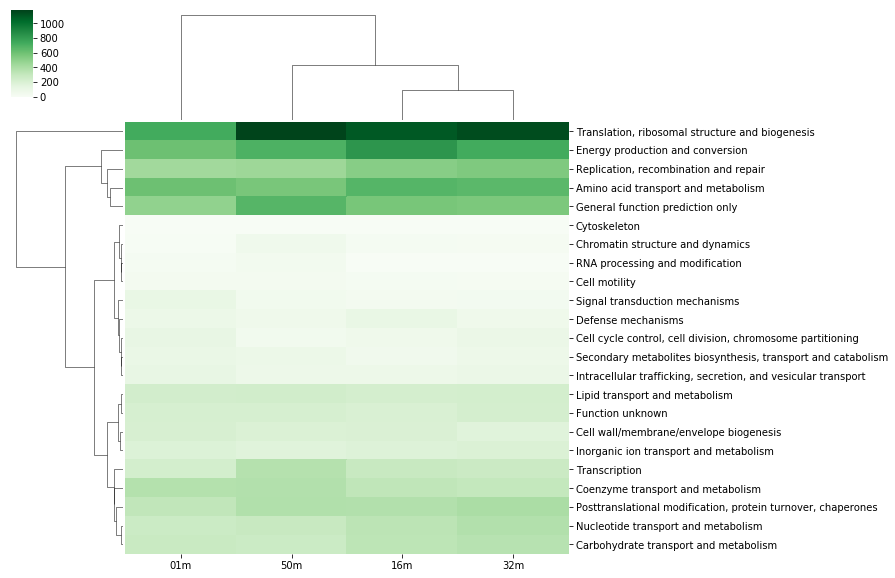 1000
800
600
400
200
0
Translation, ribosomal structure and biogenesis
Energy production and conversion
Replication, recombination and repair
Amino acid transport and metabolism
General function prediction only
Cytoskeleton
Chromatin structure and dynamics
RNA processing and modification
Cell motility
Signal transduction mechanisms
Defense mechanisms
Cell cycle control, cell division, chromosome partitioning
Secondary metabolites biosynthesis, transport and catabolism
Intracellular trafficking, secretion, and vesicular transport
Lipid transport and metabolism
Function unknown
Cell wall/membrane/envelope biogenesis
Inorganic ion transport and metabolism
Transcription
Coenzyme transport and metabolism
Posttranslational modification, protein turnover, chaperones
Nucleotide transport and metabolism
Carbohydrate transport and metabolism
01m 50m 16m 32m